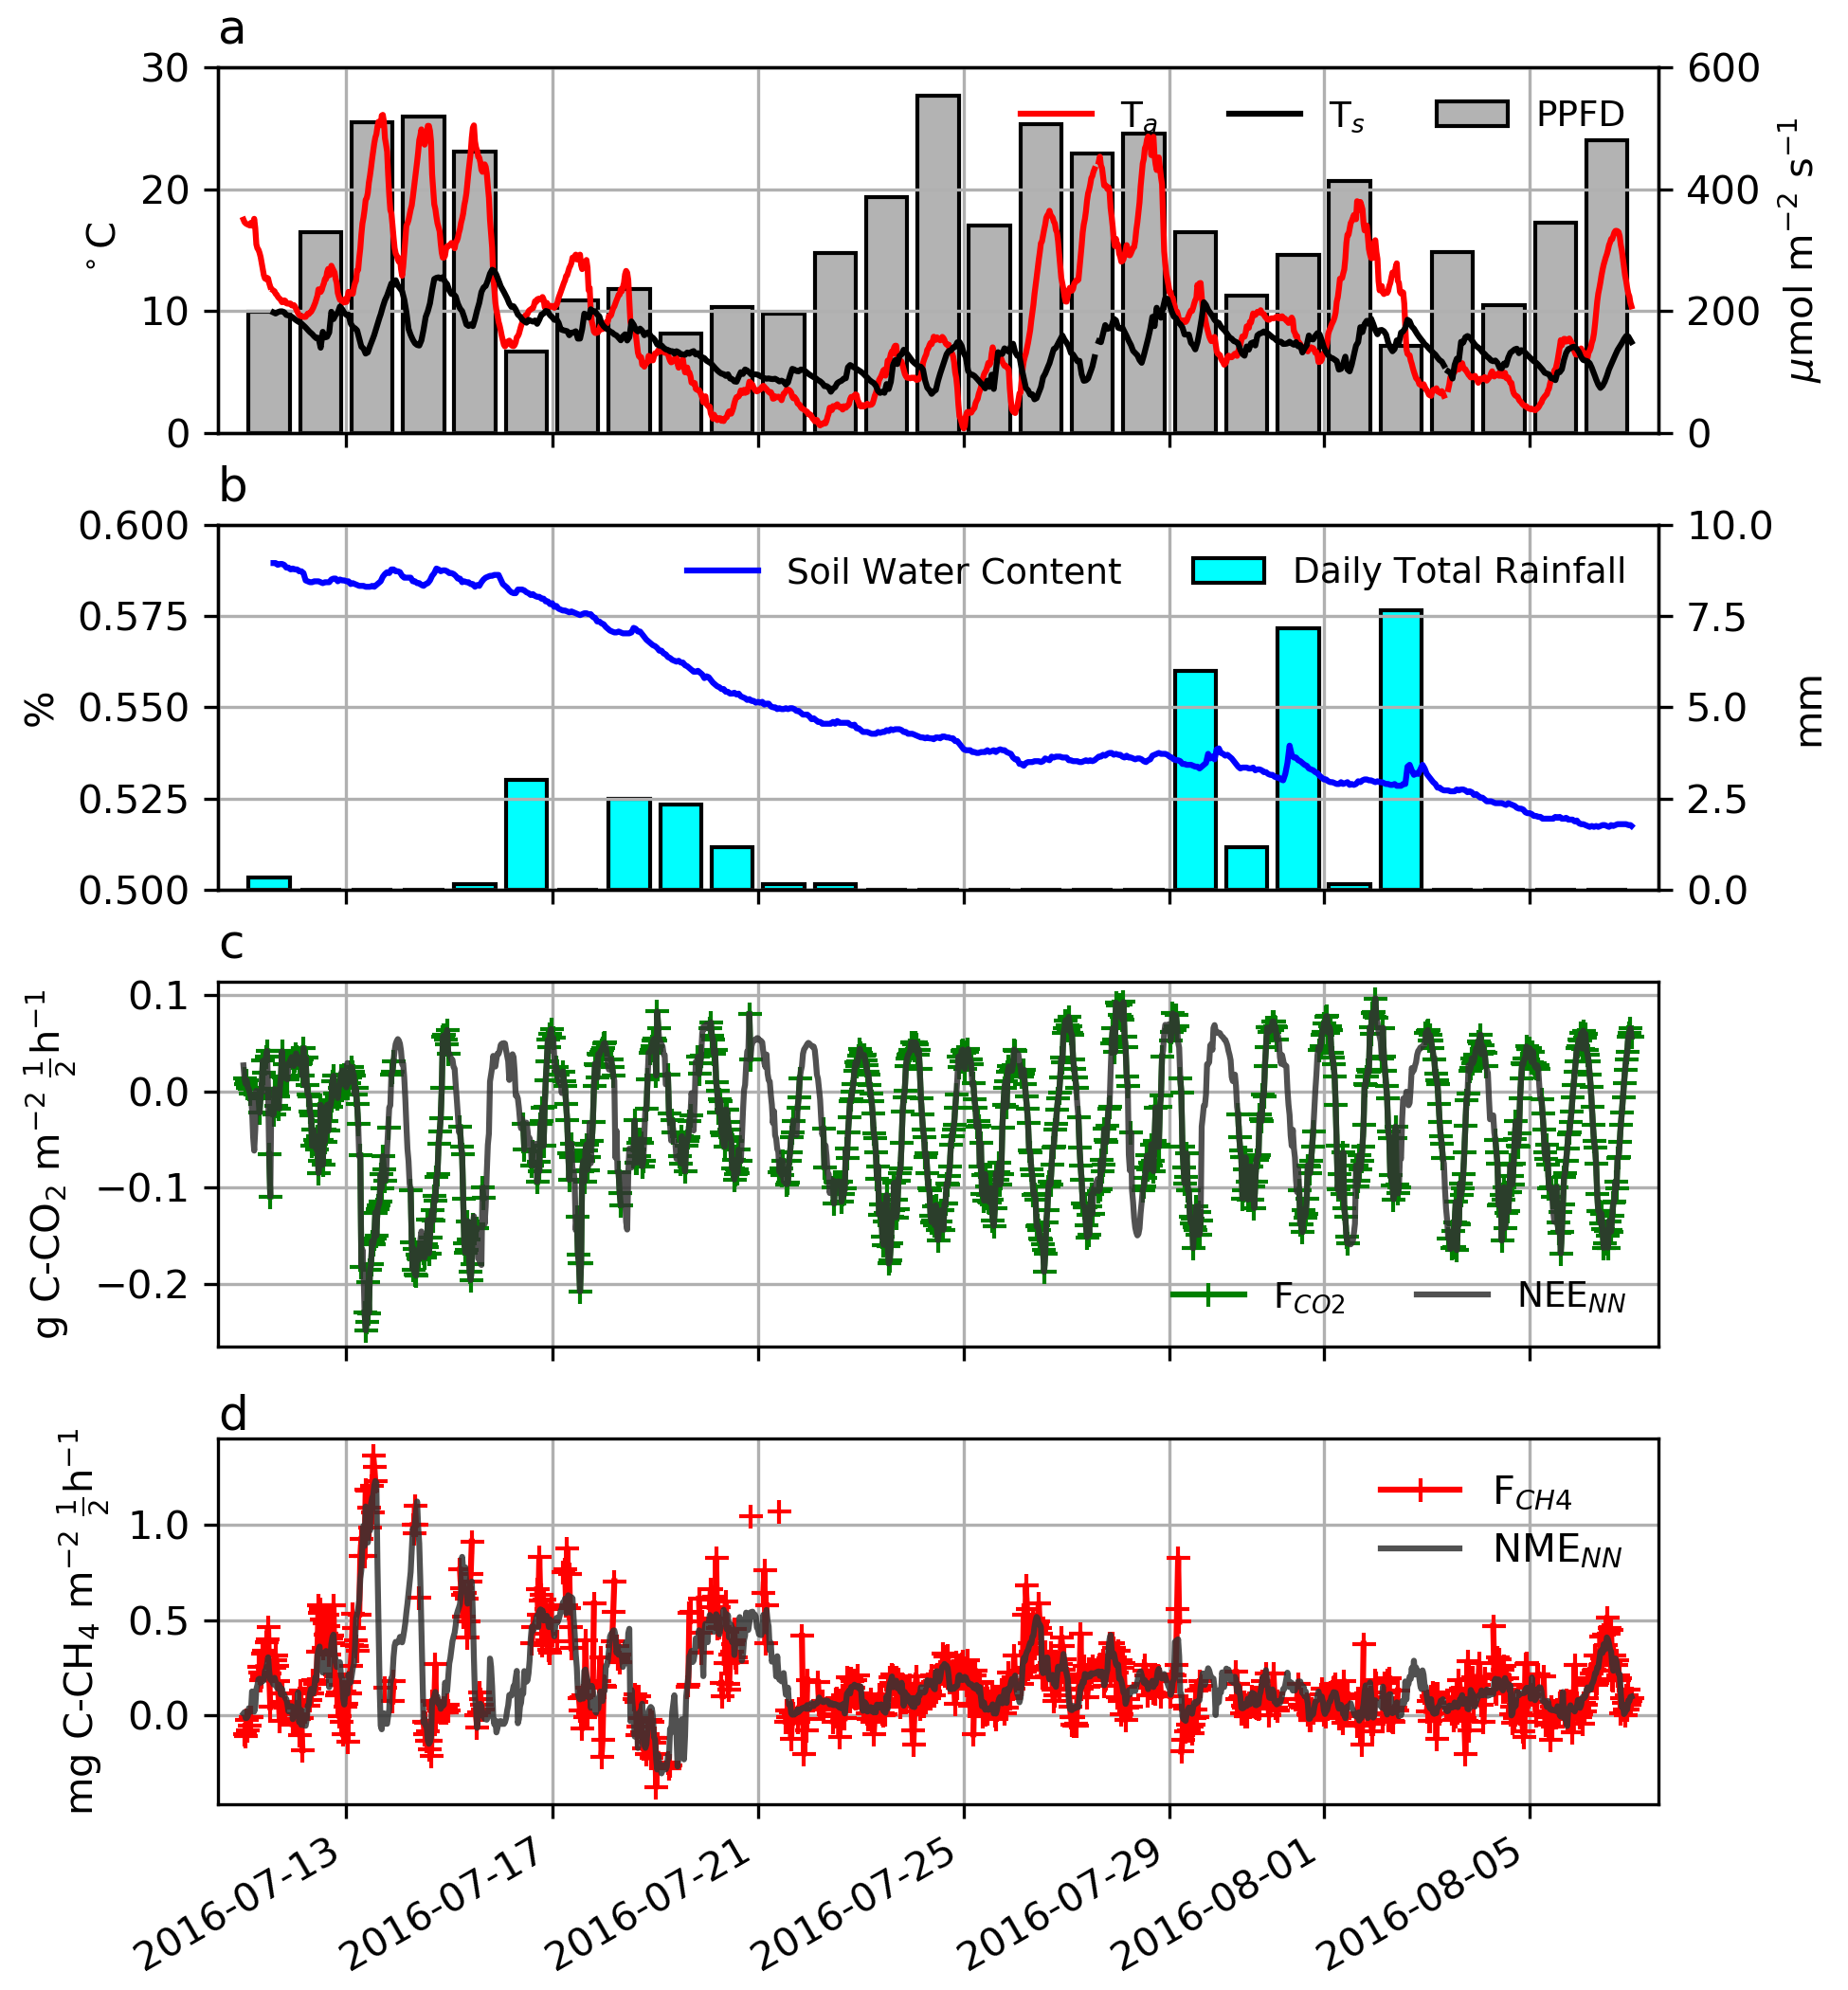 a
30
20
10
0
°C
T_a
T_s
PPFD
600
400
200
0
μmol m⁻² s⁻¹
b
0.600
0.575
0.550
0.525
0.500
%
Soil Water Content
Daily Total Rainfall
10.0
7.5
5.0
2.5
0.0
mm
c
0.1
0.0
−0.1
−0.2
g C-CO₂ m⁻² ½h⁻¹
F_CO2
NEE_NN
d
1.0
0.5
0.0
mg C-CH₄ m⁻² ½h⁻¹
F_CH4
NME_NN
2016-07-13
2016-07-17
2016-07-21
2016-07-25
2016-07-29
2016-08-01
2016-08-05